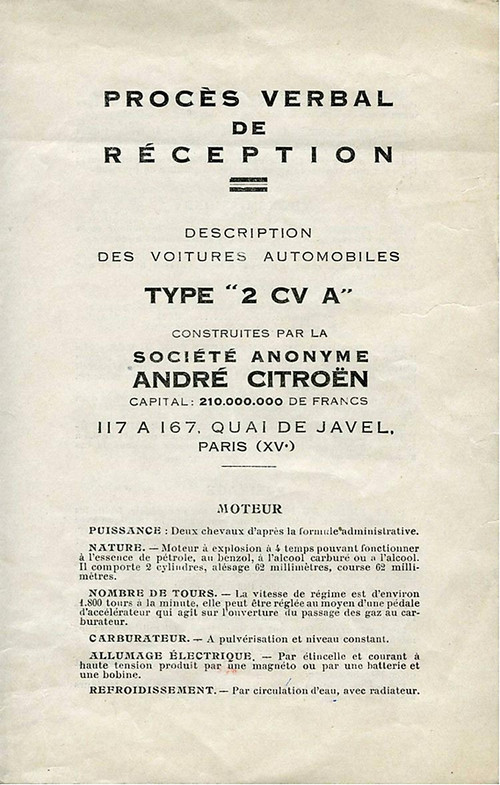 PROCÈS VERBAL
DE
RÉCEPTION
DESCRIPTION
DES VOITURES AUTOMOBILES
TYPE "2 CV A"
CONSTRUITES PAR LA
SOCIÉTÉ ANONYME
ANDRÉ CITROËN
CAPITAL: 210.000.000 DE FRANCS
117 A 167, QUAI DE JAVEL,
PARIS (XVe)
MOTEUR
PUISSANCE : Deux chevaux d'après la formule administrative.
NATURE. — Moteur à explosion à 4 temps pouvant fonctionner
à l'essence de pétrole, au benzol, à l'alcool carburé ou a l'alcool.
Il comporte 2 cylindres, alésage 62 millimètres, course 62 milli-
mètres.
NOMBRE DE TOURS. — La vitesse de régime est d'environ
1.800 tours à la minute, elle peut être réglée au moyen d'une pédale
d'accélérateur qui agit sur l'ouverture du passage des gaz au car-
burateur.
CARBURATEUR. — A pulvérisation et niveau constant.
ALLUMAGE ÉLECTRIQUE. — Par étincelle et courant à
haute tension produit par une magnéto ou par une batterie et
une bobine.
REFROIDISSEMENT. — Par circulation d'eau, avec radiateur.